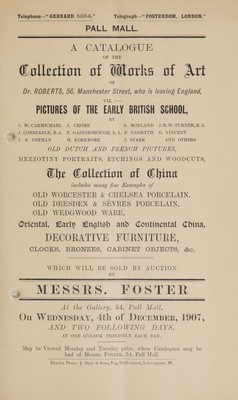 Telephone—"GERRARD 5064." Telegraph—"FOSTERDOM, LONDON."
PALL MALL.
A CATALOGUE
OF THE
Collection of Works of Art
OF
Dr. ROBERTS, 56, Manchester Street, who is leaving England,
VIZ.—
PICTURES OF THE EARLY BRITISH SCHOOL,
BY
J. W. CARMICHAEL J. CROME G. MORLAND J.M.W. TURNER, R.A.
J. CONSTABLE, R.A. T. GAINSBOROUGH, R.A. P. NASMYTH G. VINCENT
J. S. COTMAN H. KOEKKOEK J. STARK AND OTHERS
OLD DUTCH AND FRENCH PICTURES,
MEZZOTINT PORTRAITS, ETCHINGS AND WOODCUTS,
The Collection of China
includes many fine Examples of
OLD WORCESTER & CHELSEA PORCELAIN,
OLD DRESDEN & SÈVRES PORCELAIN,
OLD WEDGWOOD WARE,
Oriental, Early English and Continental China,
DECORATIVE FURNITURE,
CLOCKS, BRONZES, CABINET OBJECTS, &c.
WHICH WILL BE SOLD BY AUCTION
BY
MESSRS. FOSTER
At the Gallery, 54, Pall Mall,
On WEDNESDAY, 4th of DECEMBER, 1907,
AND TWO FOLLOWING DAYS,
AT ONE O'CLOCK PRECISELY EACH DAY.
May be Viewed Monday and Tuesday prior, when Catalogues may be
had of Messrs. FOSTER, 54, Pall Mall.